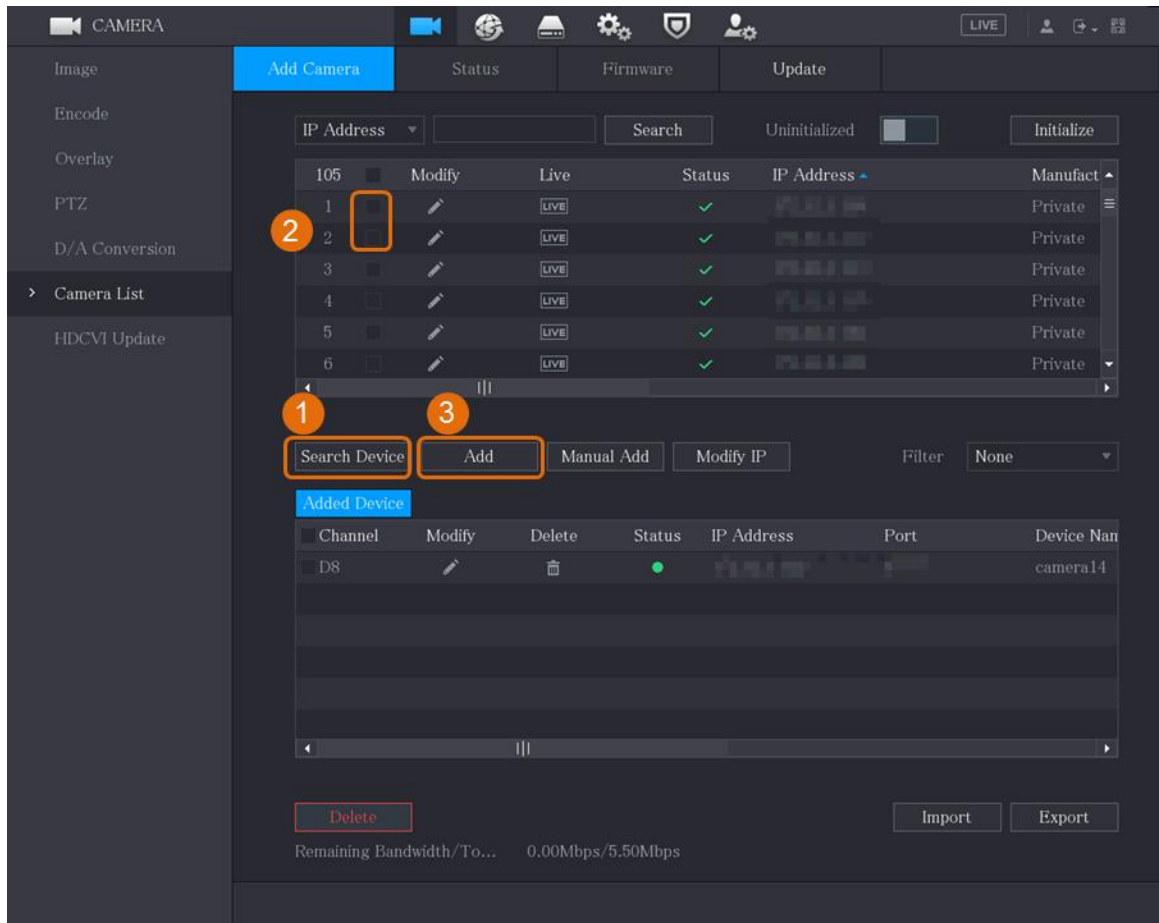 CAMERA LIVE
Image
Encode
Overlay
PTZ
D/A Conversion
Camera List
HDCVI Update
Add Camera Status Firmware Update
IP Address Search Uninitialized Initialize
105 Modify Live Status IP Address Manufact
1 LIVE Private
2 2 LIVE Private
3 LIVE Private
4 LIVE Private
5 LIVE Private
6 LIVE Private
1 3
Search Device Add Manual Add Modify IP Filter None
Added Device
Channel Modify Delete Status IP Address Port Device Nam
D8 camera14
Delete Import Export
Remaining Bandwidth/To... 0.00Mbps/5.50Mbps